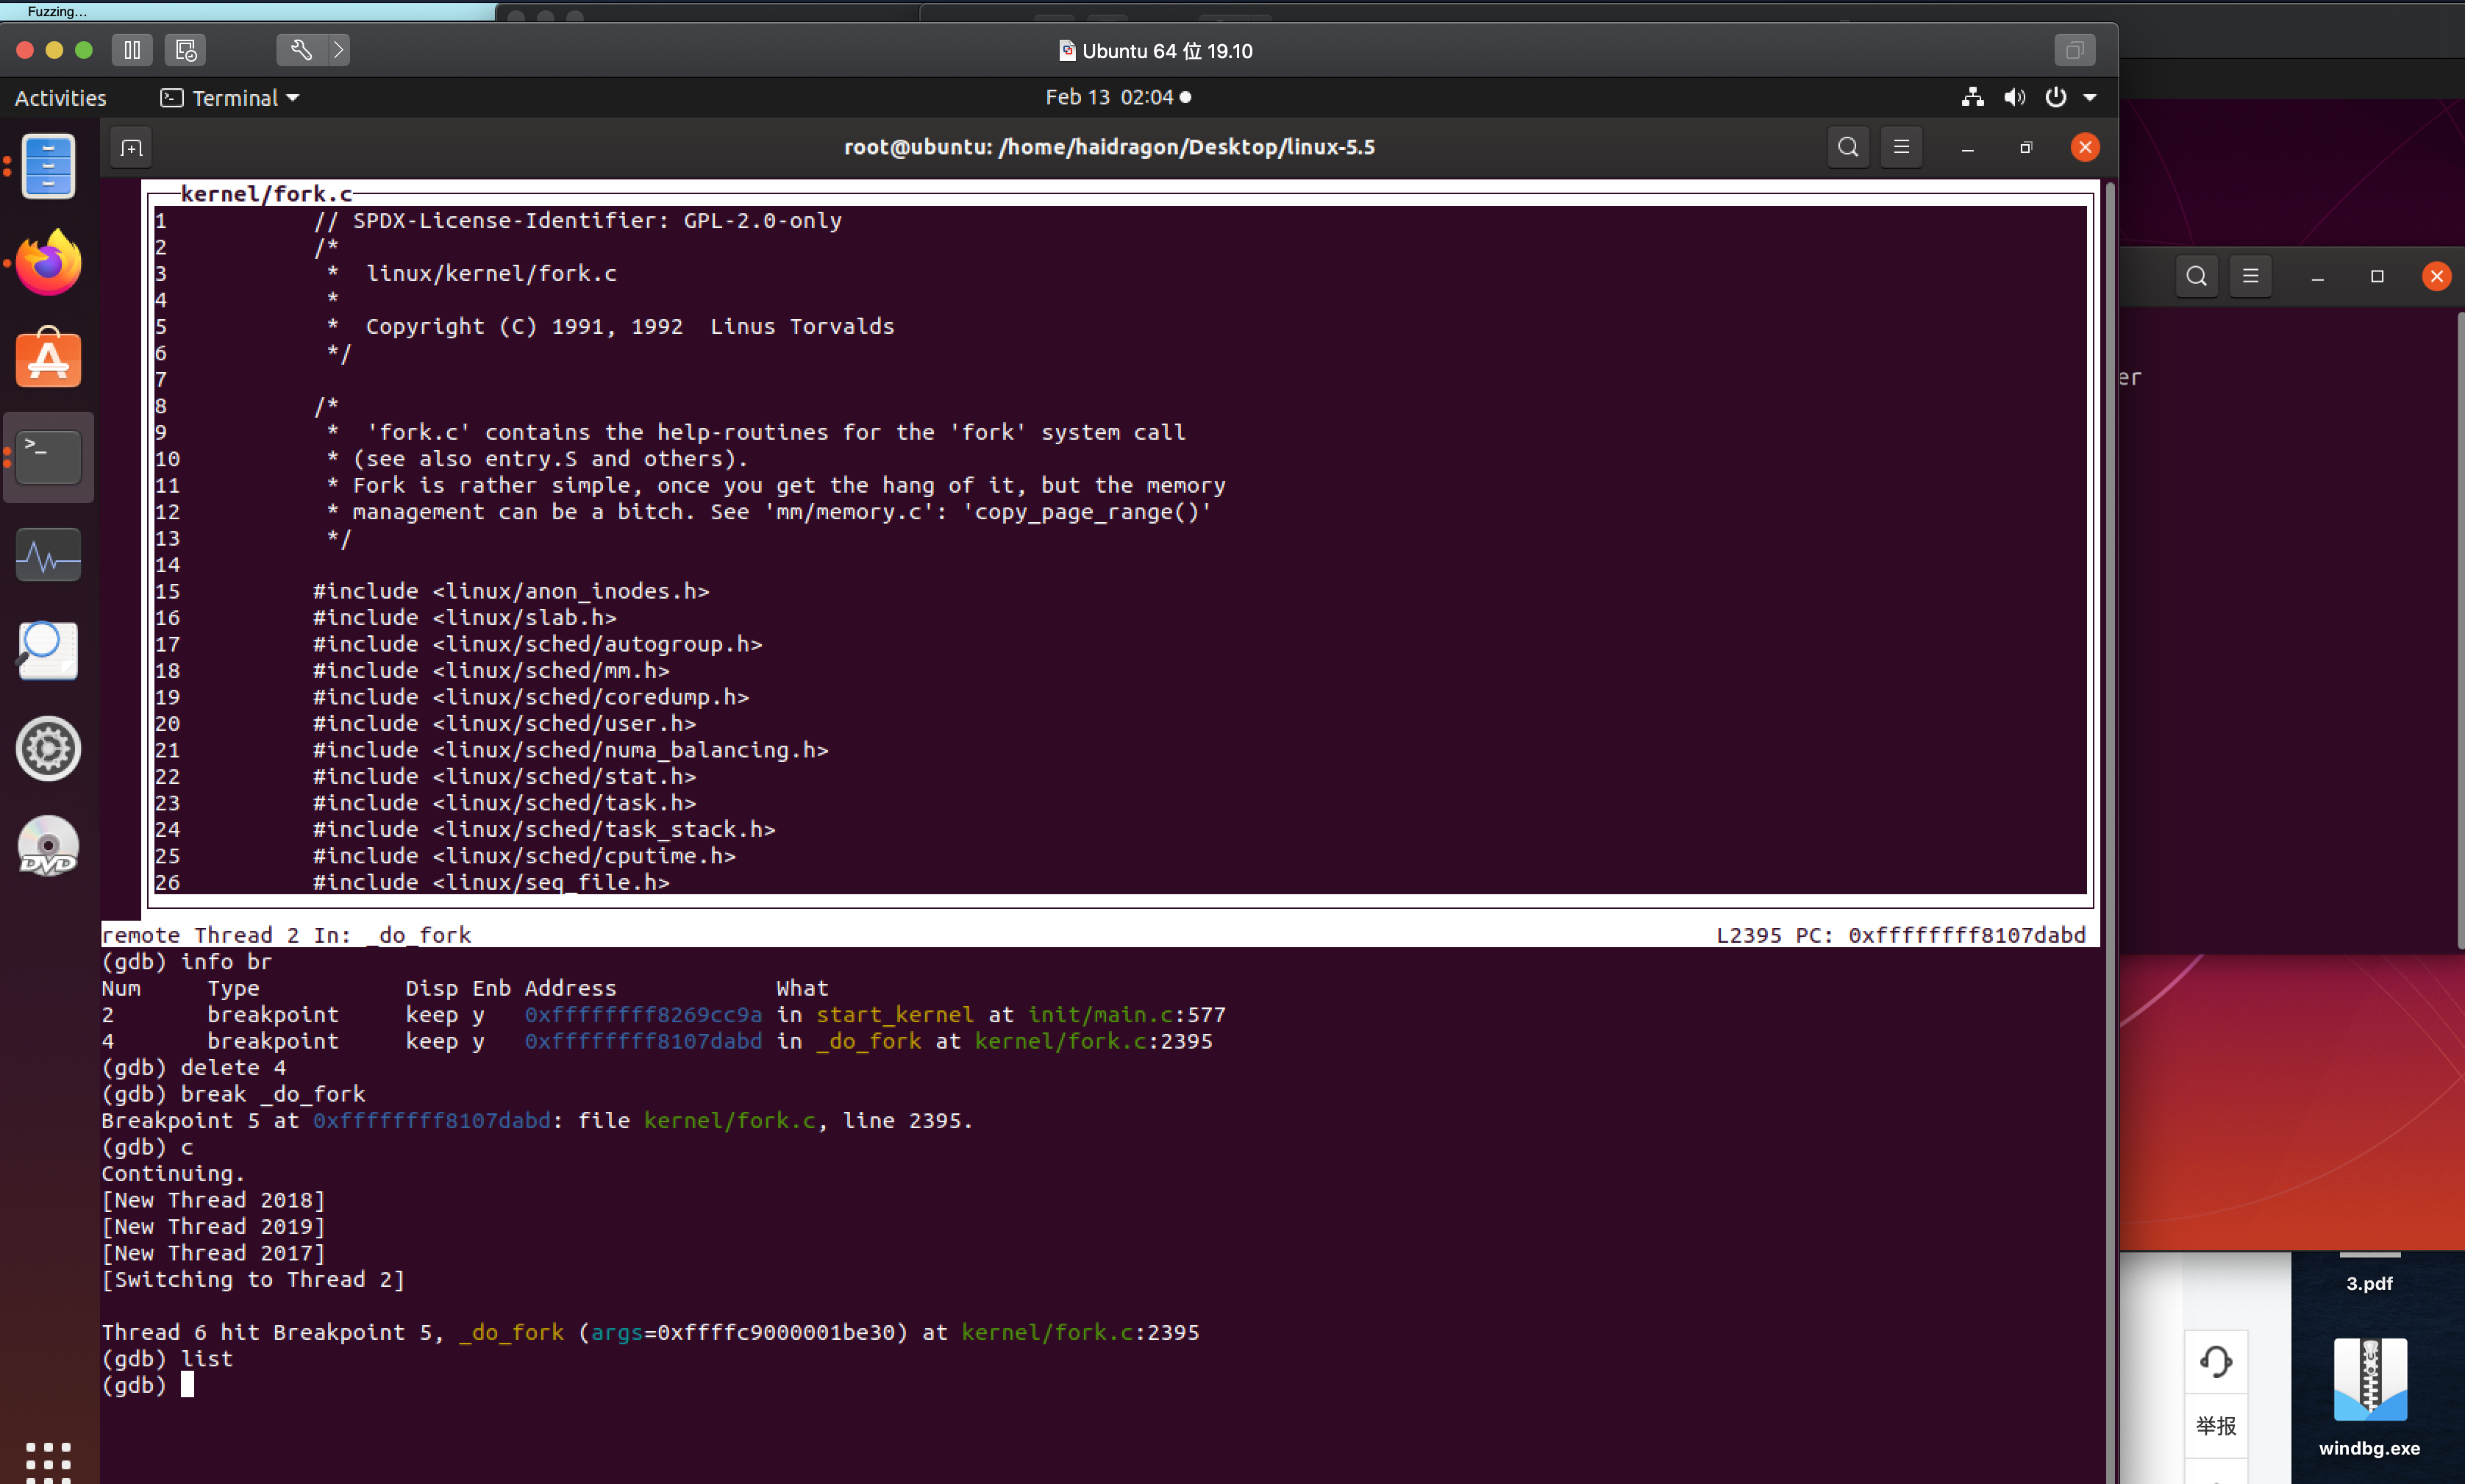 Fuzzing...
Ubuntu 64 位 19.10
Activities
Terminal
Feb 13 02:04
root@ubuntu: /home/haidragon/Desktop/linux-5.5
kernel/fork.c
1 // SPDX-License-Identifier: GPL-2.0-only
2 /*
3 * linux/kernel/fork.c
4 *
5 * Copyright (C) 1991, 1992 Linus Torvalds
6 */
7
8 /*
9 * 'fork.c' contains the help-routines for the 'fork' system call
10 * (see also entry.S and others).
11 * Fork is rather simple, once you get the hang of it, but the memory
12 * management can be a bitch. See 'mm/memory.c': 'copy_page_range()'
13 */
14
15 #include <linux/anon_inodes.h>
16 #include <linux/slab.h>
17 #include <linux/sched/autogroup.h>
18 #include <linux/sched/mm.h>
19 #include <linux/sched/coredump.h>
20 #include <linux/sched/user.h>
21 #include <linux/sched/numa_balancing.h>
22 #include <linux/sched/stat.h>
23 #include <linux/sched/task.h>
24 #include <linux/sched/task_stack.h>
25 #include <linux/sched/cputime.h>
26 #include <linux/seq_file.h>
remote Thread 2 In: _do_fork L2395 PC: 0xffffffff8107dabd
(gdb) info br
Num Type Disp Enb Address What
2 breakpoint keep y 0xffffffff8269cc9a in start_kernel at init/main.c:577
4 breakpoint keep y 0xffffffff8107dabd in _do_fork at kernel/fork.c:2395
(gdb) delete 4
(gdb) break _do_fork
Breakpoint 5 at 0xffffffff8107dabd: file kernel/fork.c, line 2395.
(gdb) c
Continuing.
[New Thread 2018]
[New Thread 2019]
[New Thread 2017]
[Switching to Thread 2]
Thread 6 hit Breakpoint 5, _do_fork (args=0xffffc9000001be30) at kernel/fork.c:2395
(gdb) list
(gdb)
DVD
er
3.pdf
举报
windbg.exe